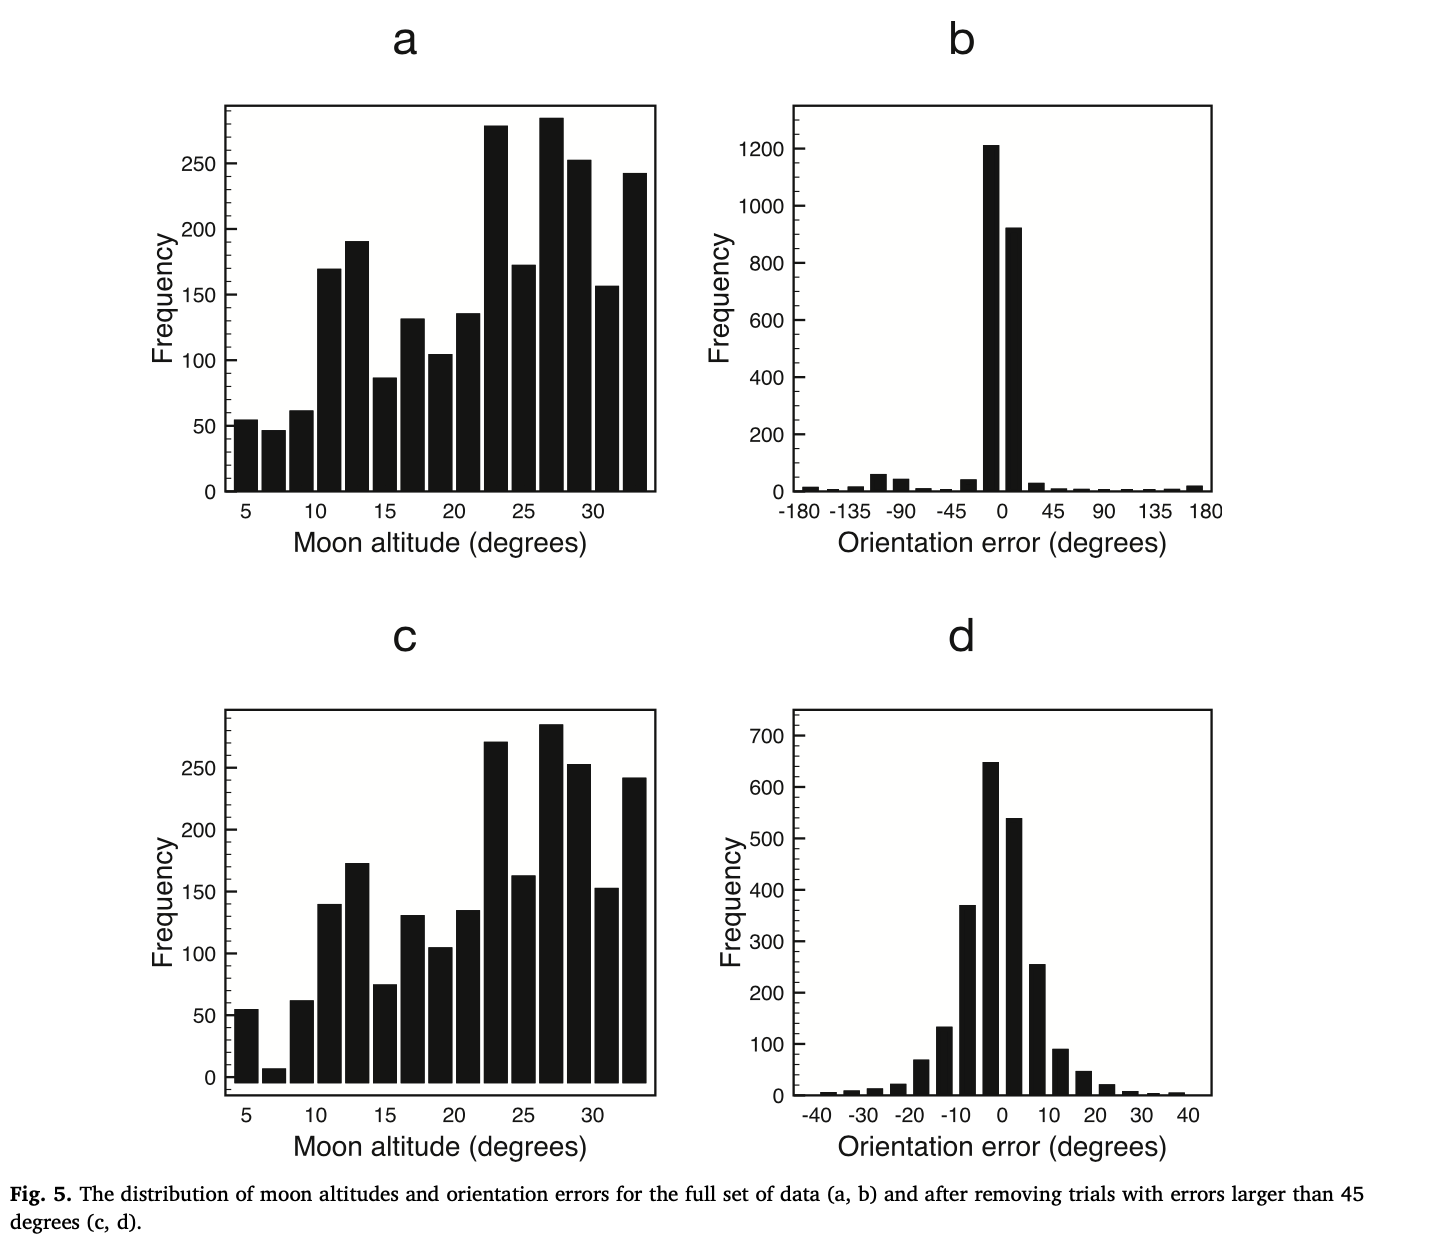 a
b
250
200
150
100
50
0
Frequency
5 10 15 20 25 30
Moon altitude (degrees)
1200
1000
800
600
400
200
0
Frequency
-180 -135 -90 -45 0 45 90 135 180
Orientation error (degrees)
c
d
250
200
150
100
50
0
Frequency
5 10 15 20 25 30
Moon altitude (degrees)
700
600
500
400
300
200
100
0
Frequency
-40 -30 -20 -10 0 10 20 30 40
Orientation error (degrees)
Fig. 5. The distribution of moon altitudes and orientation errors for the full set of data (a, b) and after removing trials with errors larger than 45
degrees (c, d).